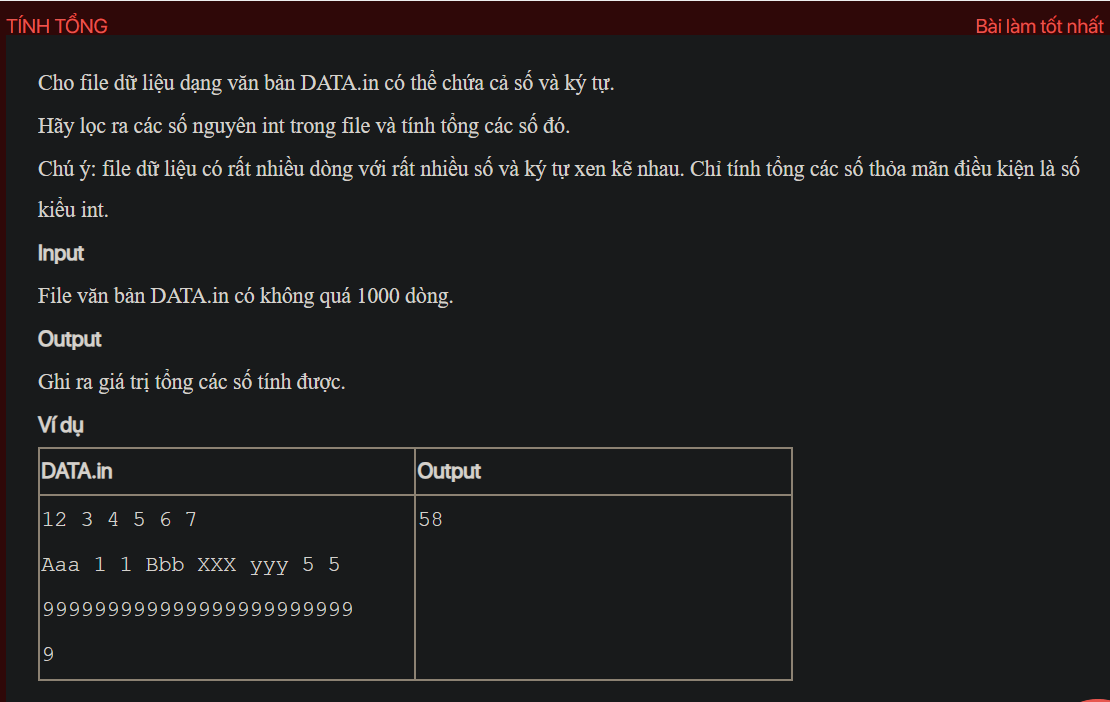 TÍNH TỔNG
Bài làm tốt nhất
Cho file dữ liệu dạng văn bản DATA.in có thể chứa cả số và ký tự.
Hãy lọc ra các số nguyên int trong file và tính tổng các số đó.
Chú ý: file dữ liệu có rất nhiều dòng với rất nhiều số và ký tự xen kẽ nhau. Chỉ tính tổng các số thỏa mãn điều kiện là số
kiểu int.
Input
File văn bản DATA.in có không quá 1000 dòng.
Output
Ghi ra giá trị tổng các số tính được.
Ví dụ
DATA.in Output
12 3 4 5 6 7 58
Aaa 1 1 Bbb XXX yyy 5 5
999999999999999999999999
9